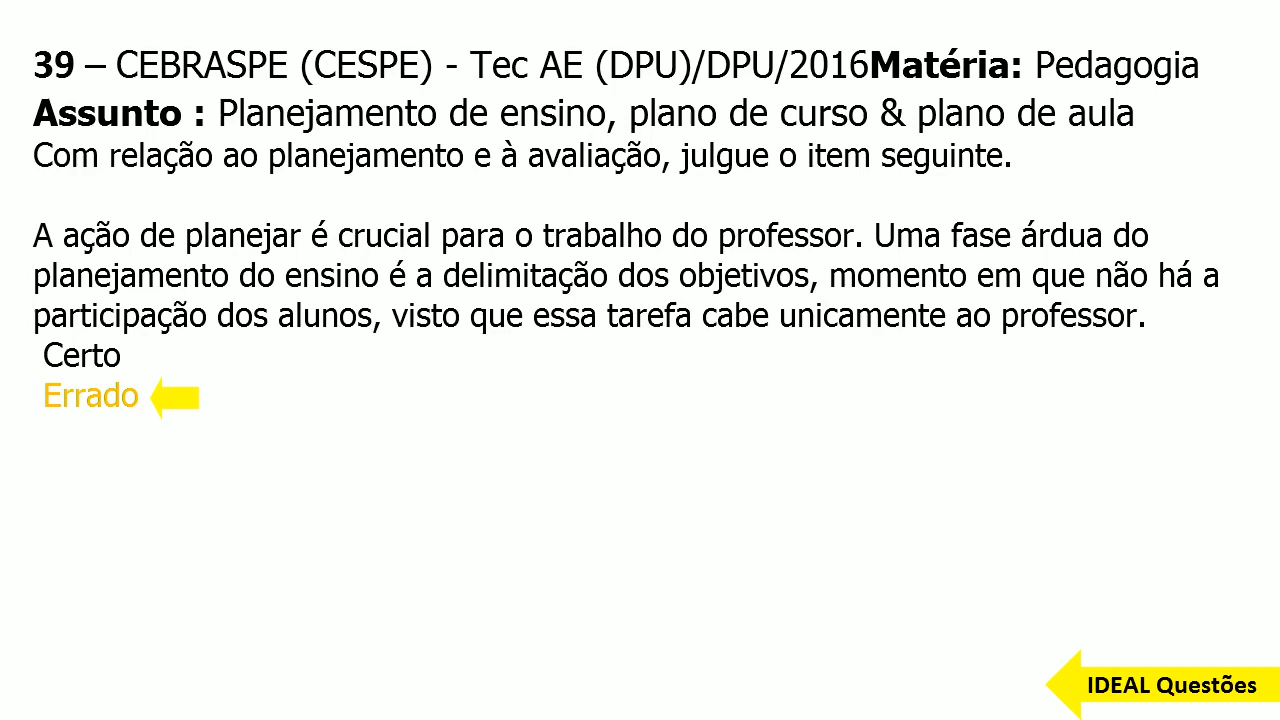 39 – CEBRASPE (CESPE) - Tec AE (DPU)/DPU/2016Matéria: Pedagogia
Assunto : Planejamento de ensino, plano de curso & plano de aula
Com relação ao planejamento e à avaliação, julgue o item seguinte.
A ação de planejar é crucial para o trabalho do professor. Uma fase árdua do
planejamento do ensino é a delimitação dos objetivos, momento em que não há a
participação dos alunos, visto que essa tarefa cabe unicamente ao professor.
Certo
Errado
IDEAL Questões